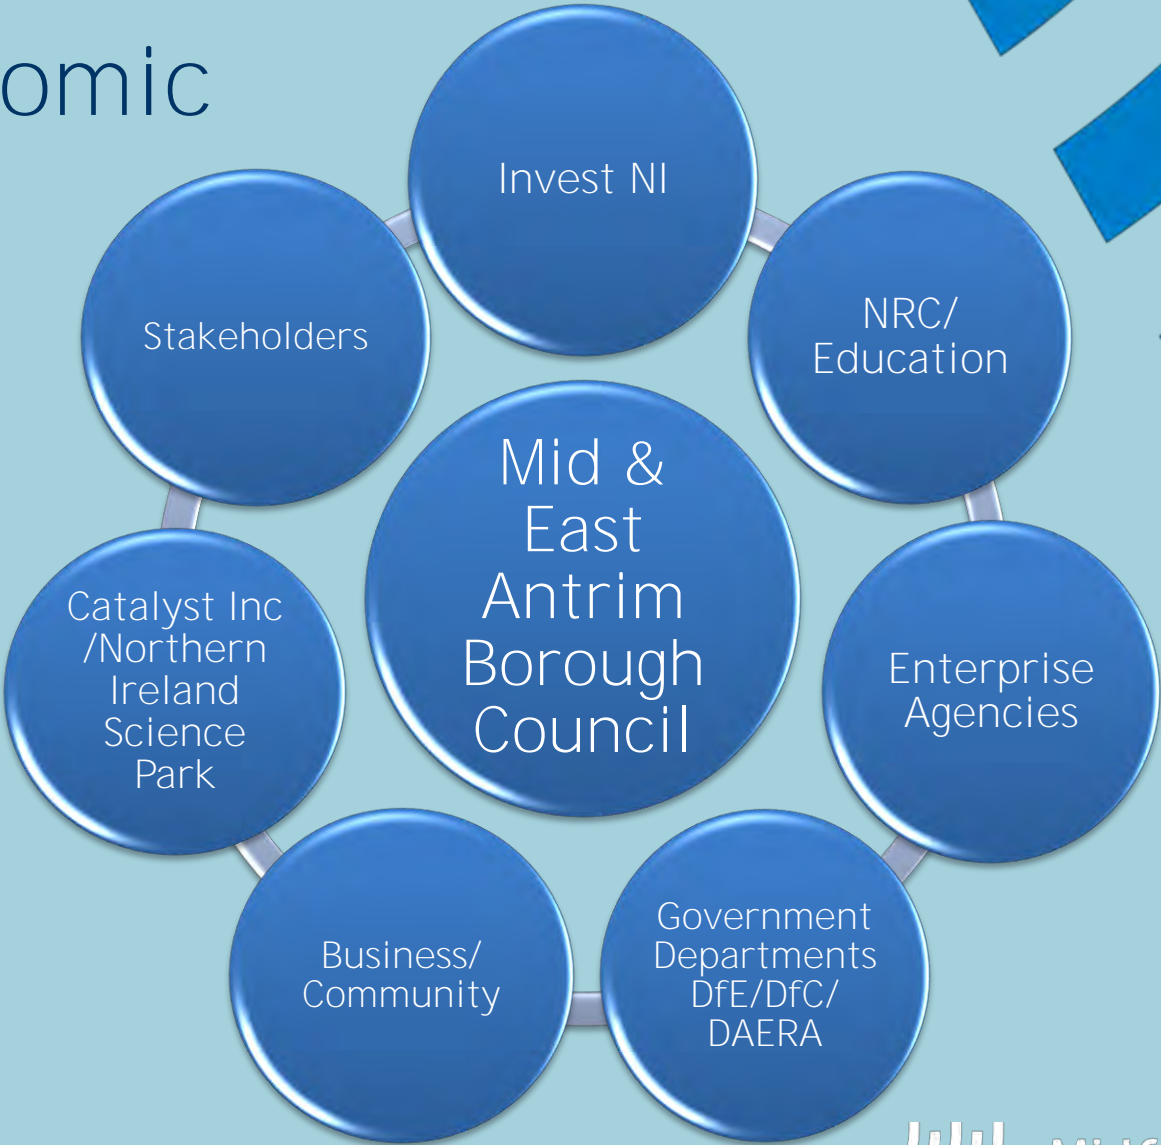 omic
Invest NI
Stakeholders
NRC/
Education
Mid &
East
Antrim
Borough
Council
Catalyst Inc
/Northern
Ireland
Science
Park
Enterprise
Agencies
Business/
Community
Government
Departments
DfE/DfC/
DAERA